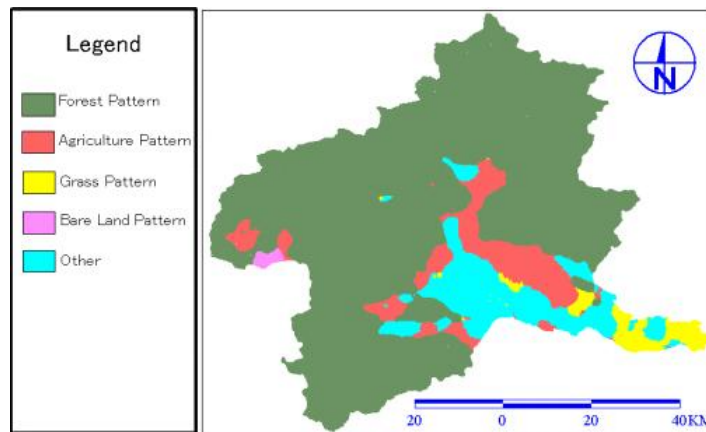 Legend
Forest Pattern
Agriculture Pattern
Grass Pattern
Bare Land Pattern
Other
N
20 0 20 40KM